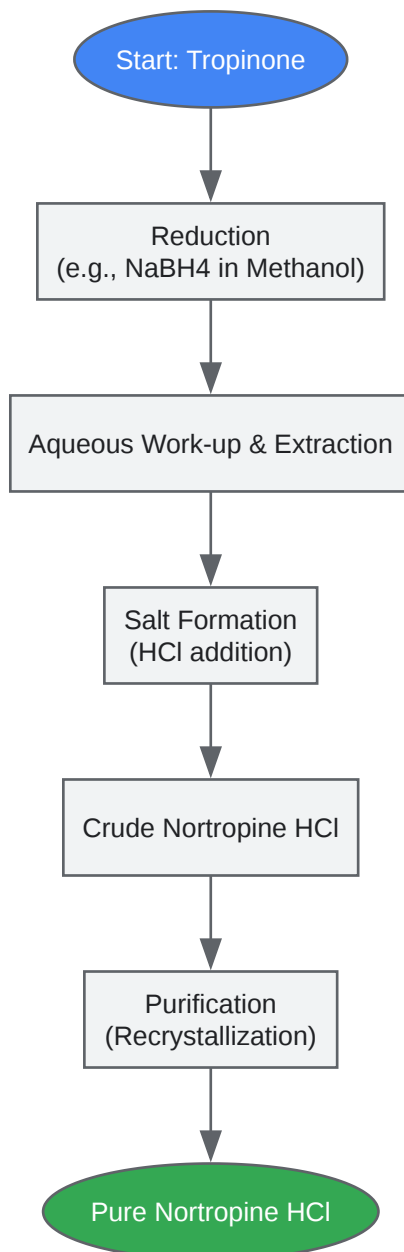 Start: Tropinone
Reduction
(e.g., NaBH4 in Methanol)
Aqueous Work-up & Extraction
Salt Formation
(HCl addition)
Crude Nortropine HCl
Purification
(Recrystallization)
Pure Nortropine HCl